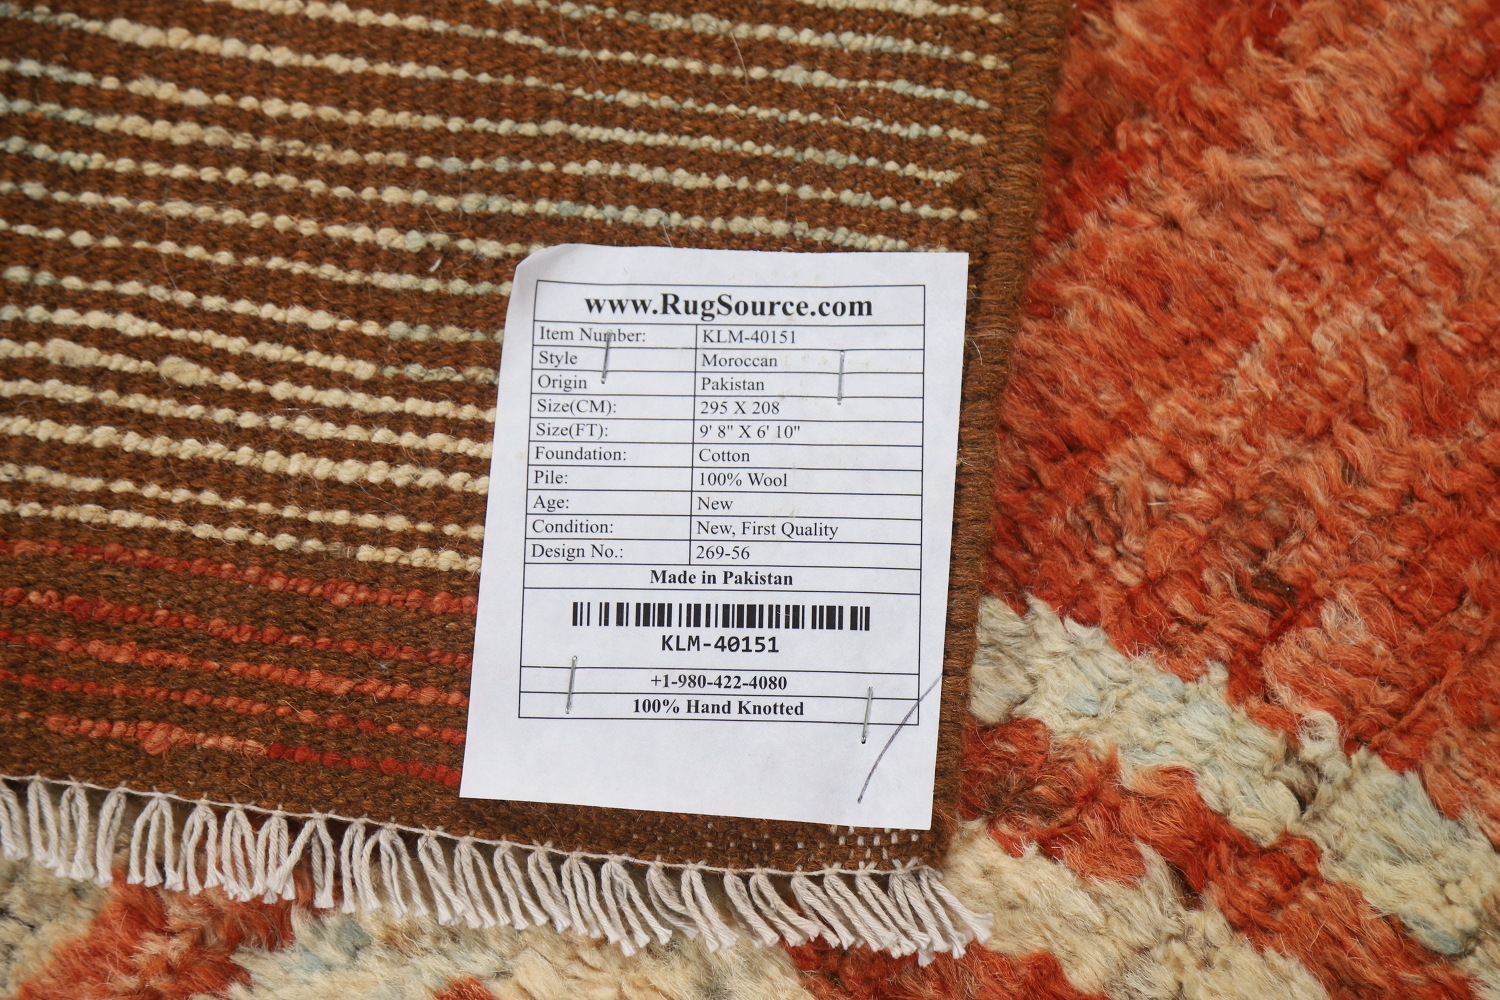 www.RugSource.com
Item Number: KLM-40151
Style Moroccan
Origin Pakistan
Size(CM): 295 X 208
Size(FT): 9' 8" X 6' 10"
Foundation: Cotton
Pile: 100% Wool
Age: New
Condition: New, First Quality
Design No.: 269-56
Made in Pakistan
KLM-40151
+1-980-422-4080
100% Hand Knotted